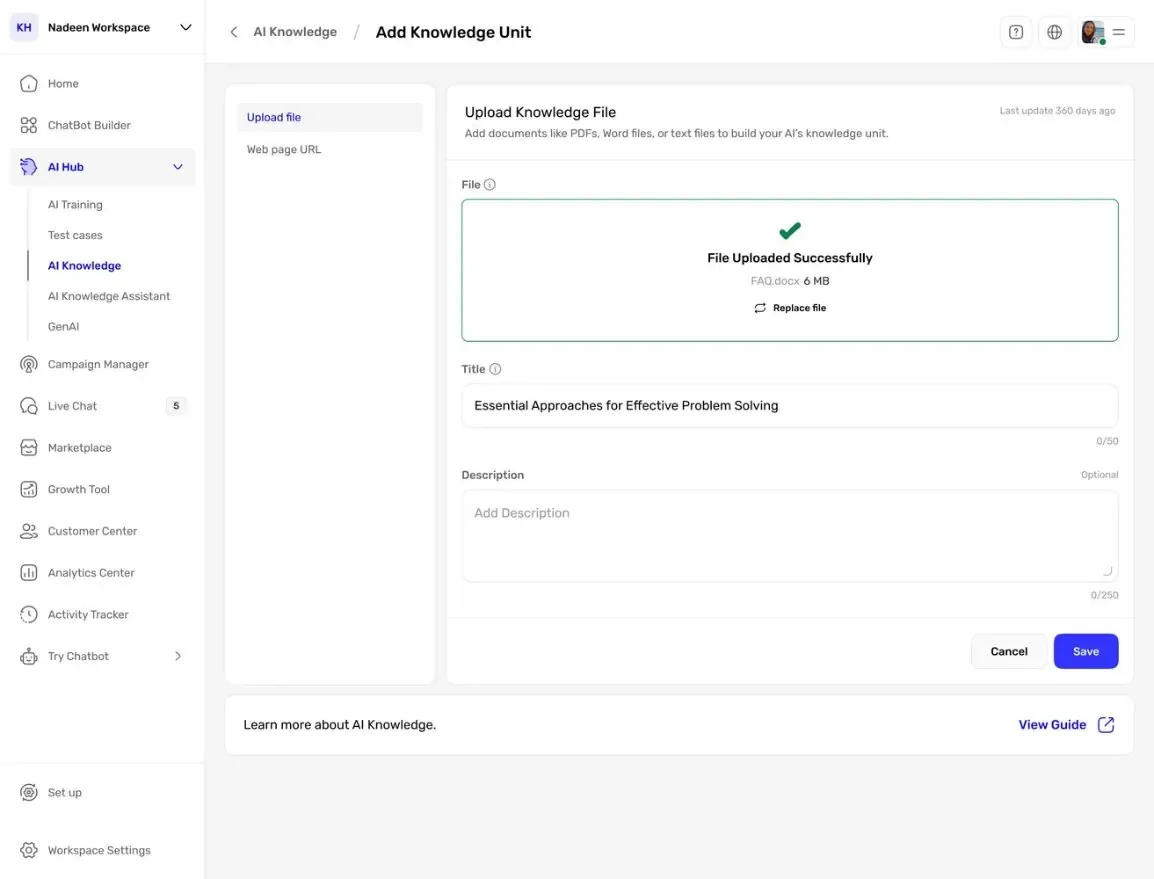 KH Nadeen Workspace
Home
ChatBot Builder
AI Hub
AI Training
Test cases
AI Knowledge
AI Knowledge Assistant
GenAI
Campaign Manager
Live Chat 5
Marketplace
Growth Tool
Customer Center
Analytics Center
Activity Tracker
Try Chatbot
Set up
Workspace Settings
AI Knowledge / Add Knowledge Unit
Upload file
Web page URL
Upload Knowledge File
Last update 360 days ago
Add documents like PDFs, Word files, or text files to build your AI's knowledge unit.
File
File Uploaded Successfully
FAQ.docx 6 MB
Replace file
Title
Essential Approaches for Effective Problem Solving
0/50
Description
Optional
Add Description
0/250
Cancel
Save
Learn more about AI Knowledge.
View Guide